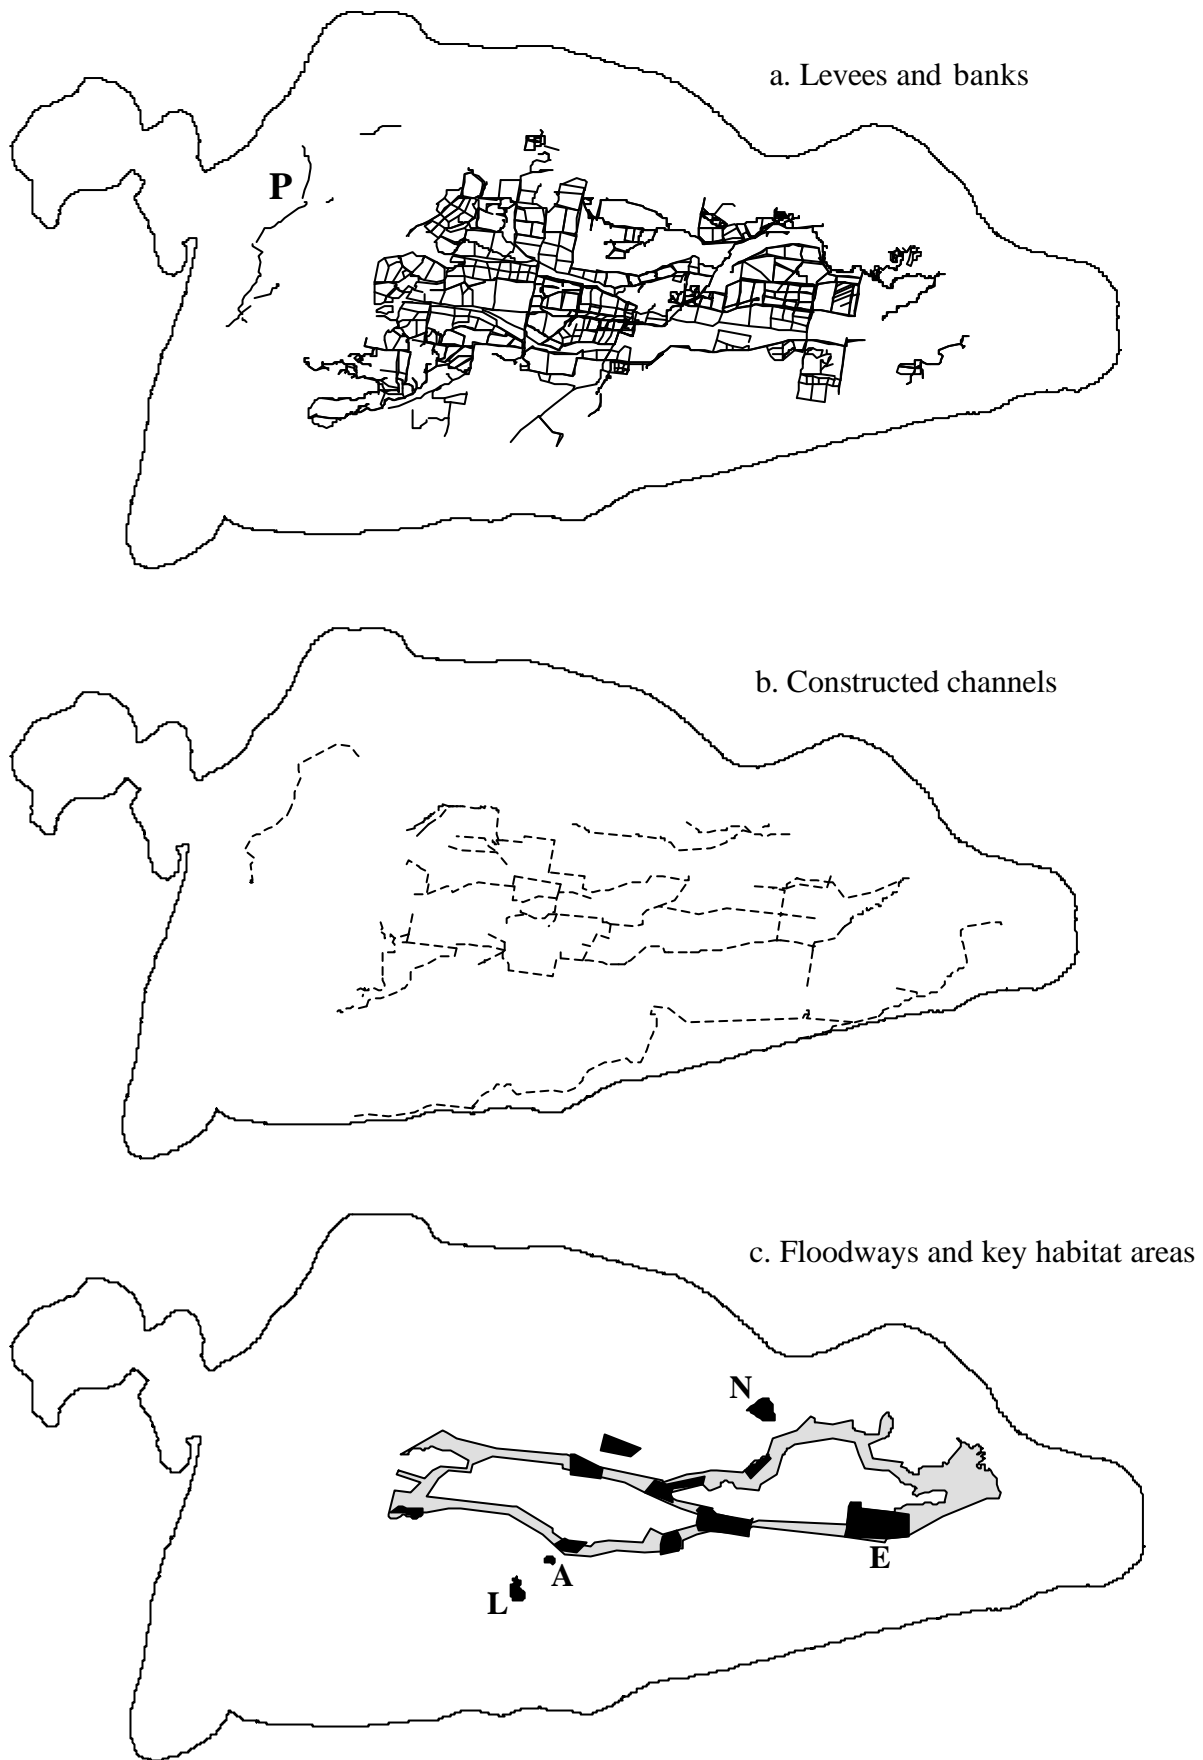 a. Levees and banks
P
b. Constructed channels
c. Floodways and key habitat areas
N
E
A
L